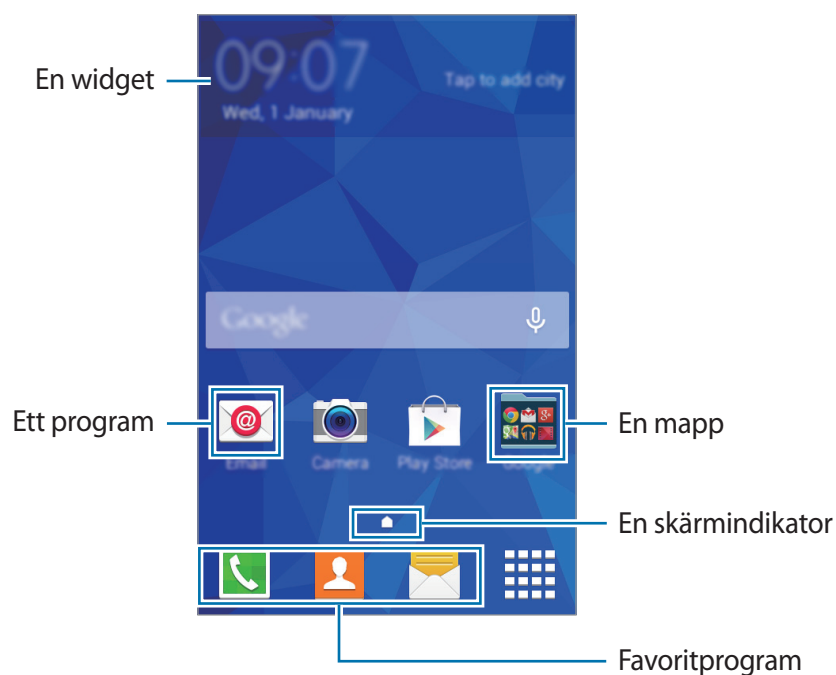 En widget
09:07
Tap to add city
Wed, 1 January
Google
Ett program
En mapp
Email
Camera
Play Store
Google
En skärmindikator
Favoritprogram